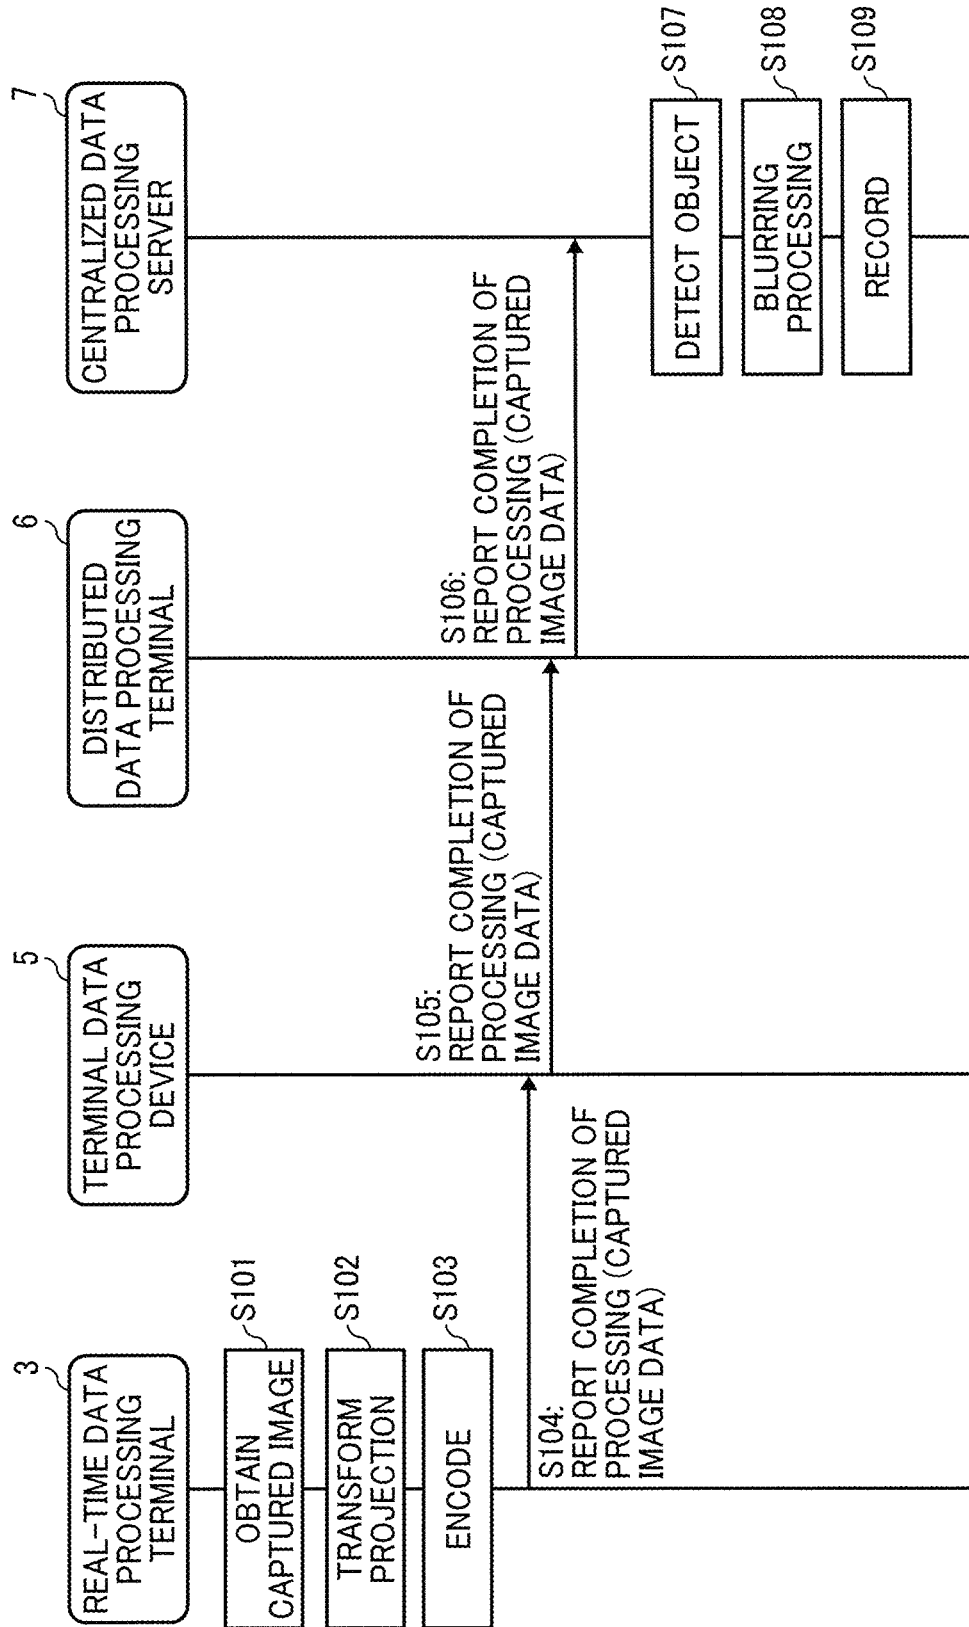 3
REAL-TIME DATA
PROCESSING
TERMINAL
5
TERMINAL DATA
PROCESSING
DEVICE
6
DISTRIBUTED
DATA PROCESSING
TERMINAL
7
CENTRALIZED DATA
PROCESSING
SERVER
S101
OBTAIN
CAPTURED IMAGE
S102
TRANSFORM
PROJECTION
S103
ENCODE
S104:
REPORT COMPLETION OF
PROCESSING (CAPTURED
IMAGE DATA)
S105:
REPORT COMPLETION OF
PROCESSING (CAPTURED
IMAGE DATA)
S106:
REPORT COMPLETION OF
PROCESSING (CAPTURED
IMAGE DATA)
S107
DETECT OBJECT
S108
BLURRING
PROCESSING
S109
RECORD